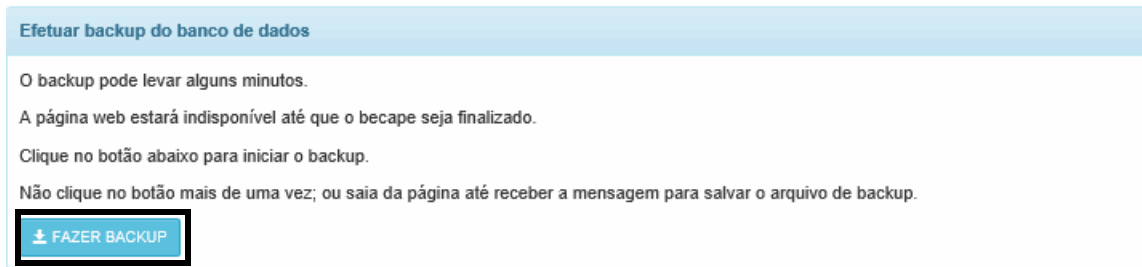 Efetuar backup do banco de dados
O backup pode levar alguns minutos.
A página web estará indisponível até que o becape seja finalizado.
Clique no botão abaixo para iniciar o backup.
Não clique no botão mais de uma vez; ou saia da página até receber a mensagem para salvar o arquivo de backup.
FAZER BACKUP